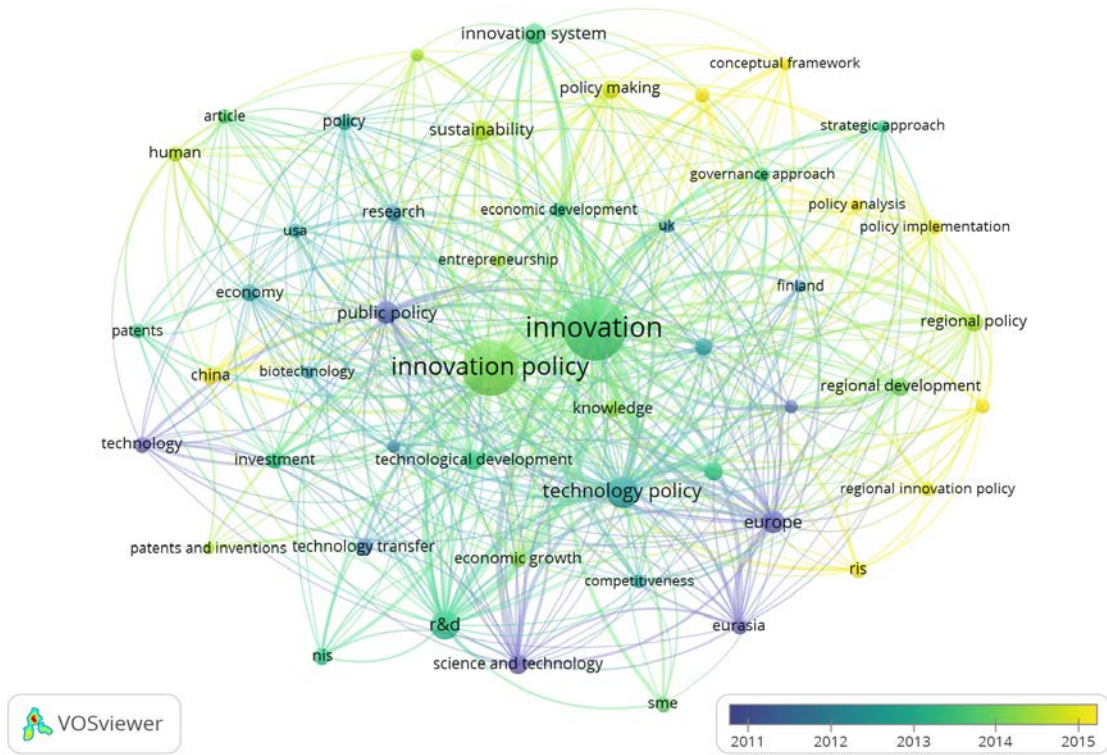 innovation system
conceptual framework
policy making
article
policy
sustainability
strategic approach
human
governance approach
research
economic development
policy analysis
usa
uk
policy implementation
entrepreneurship
economy
finland
public policy
innovation
regional policy
patents
innovation policy
china
biotechnology
regional development
knowledge
technology
investment
technological development
technology policy
regional innovation policy
europe
patents and inventions
technology transfer
economic growth
competitiveness
ris
r&d
eurasia
nis
science and technology
sme
VOSviewer
2011 2012 2013 2014 2015